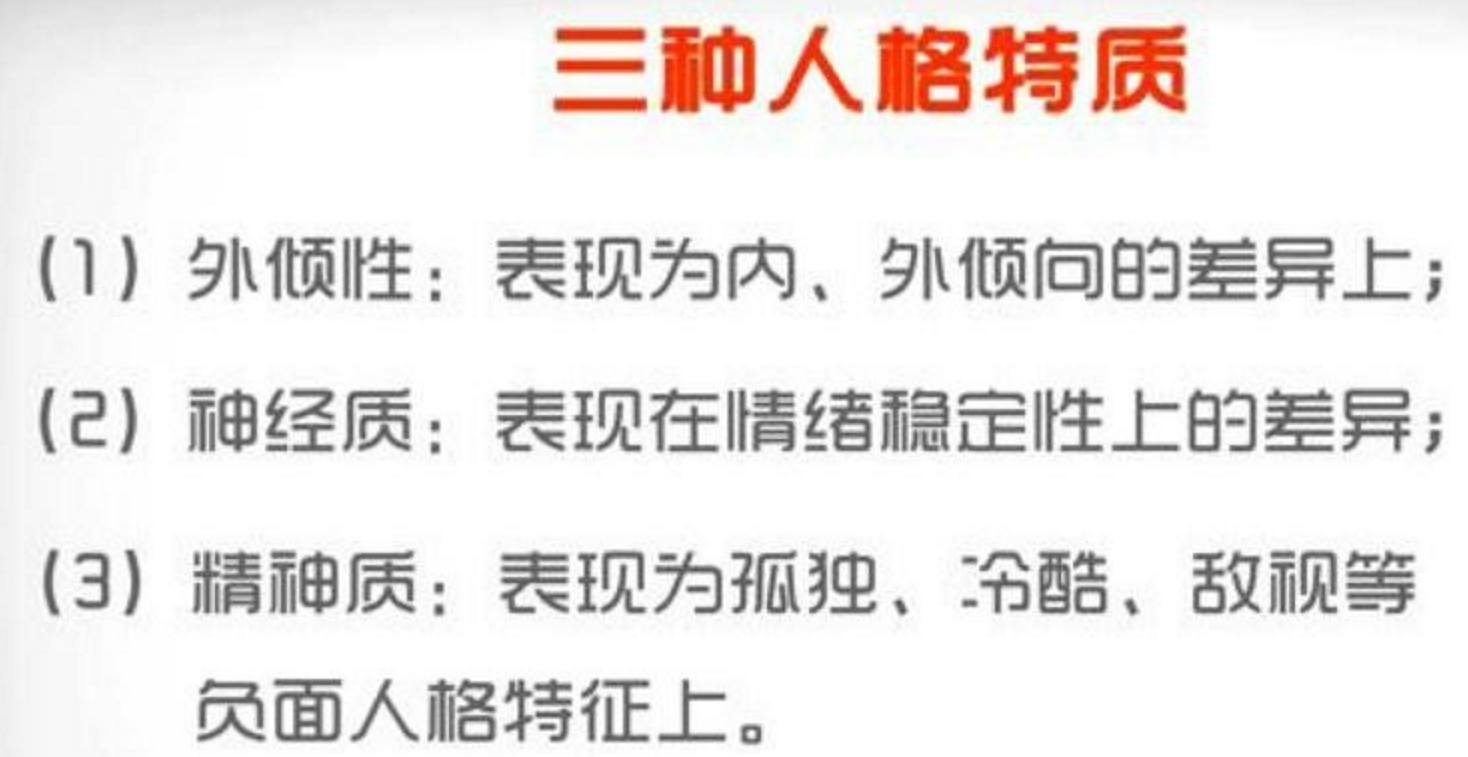 三种人格特质
(1) 外倾性：表现为内、外倾向的差异上；
(2) 神经质：表现在情绪稳定性上的差异；
(3) 精神质：表现为孤独、冷酷、敌视等
负面人格特征上。